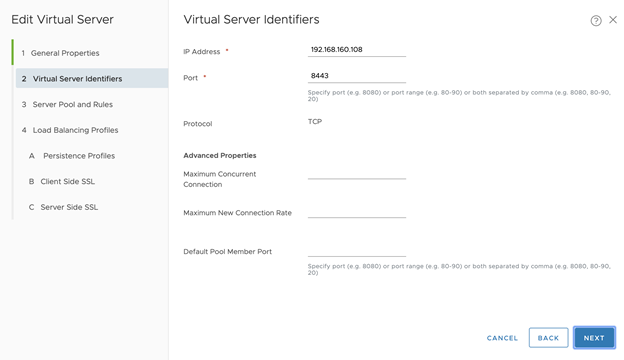 Edit Virtual Server
1 General Properties
2 Virtual Server Identifiers
3 Server Pool and Rules
4 Load Balancing Profiles
A Persistence Profiles
B Client Side SSL
C Server Side SSL
Virtual Server Identifiers
?
IP Address * 192.168.160.108
Port * 8443
Specify port (e.g. 8080) or port range (e.g. 80-90) or both separated by comma (e.g. 8080, 80-90,
20)
Protocol TCP
Advanced Properties
Maximum Concurrent
Connection
Maximum New Connection Rate
Default Pool Member Port
Specify port (e.g. 8080) or port range (e.g. 80-90) or both separated by comma (e.g. 8080, 80-90,
20)
CANCEL BACK NEXT